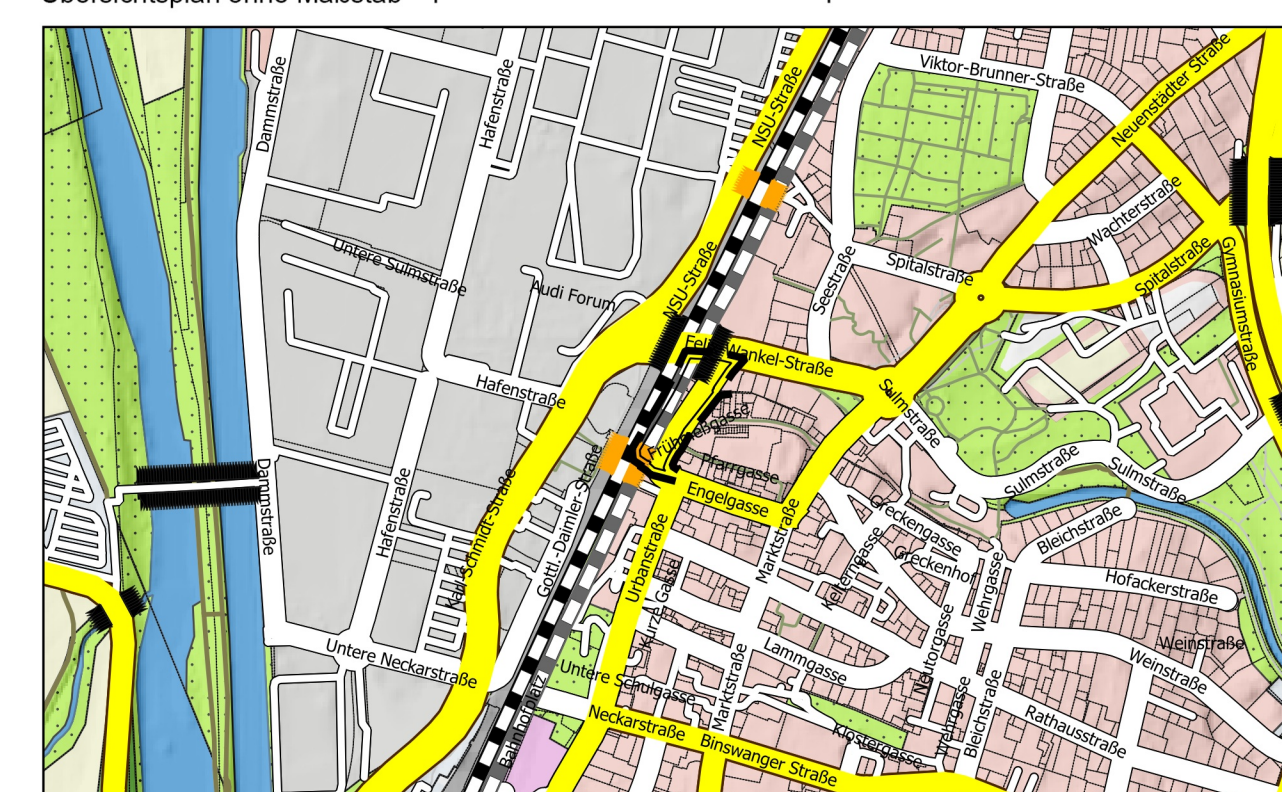 Übersichtsplan ohne Maßstab
Viktor-Brunner-Straße
Neuenstädter Straße
Dammstraße
Hafenstraße
NSU-Straße
Wachterstraße
Untere Sulmstraße
Audi Forum
NSU-Straße
Seestraße
Spitalstraße
Spitalstraße
Gymnasiumstraße
Felix-Wankel-Straße
Hafenstraße
Sulmstraße
Frühmeßgasse
Pfarrgasse
Sulmstraße
Sulmstraße
Dammstraße
Hafenstraße
Karl-Schmidt-Straße
Gottl.-Daimler-Straße
Engelgasse
Marktstraße
Greckengasse
Greckenhof
Kelterngasse
Bleichstraße
Urbanstraße
Kurze Gasse
Wehrgasse
Hofackerstraße
Weinstraße
Weinstraße
Untere Neckarstraße
Untere Schulgasse
Lammgasse
Neutorgasse
Marktstraße
Bahnhofplatz
Neckarstraße
Binswanger Straße
Klostergasse
Wehrgasse
Bleichstraße
Rathausstraße